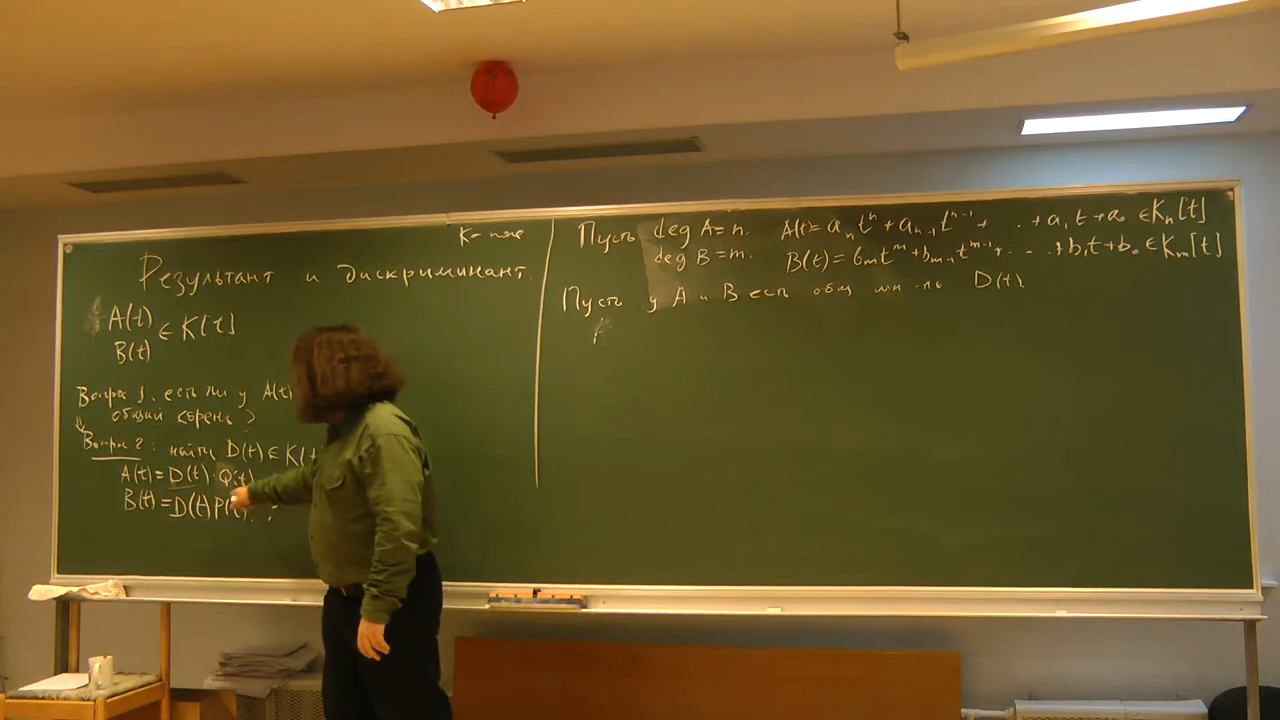 K = поле
Результант и дискриминант.
A(t)
B(t) ∈ K[t]
Вопрос 1. есть ли у A(t)
общий корень?
⇓
Вопрос 2: найти D(t) ∈ K[t
A(t) = D(t) · Q(t)
B(t) = D(t) P(t) ?
Пусть deg A = n. A(t) = aₙtⁿ + aₙ₋₁tⁿ⁻¹ + . . + a₁t + a₀ ∈ Kₙ[t]
deg B = m. B(t) = bₘtᵐ + bₘ₋₁tᵐ⁻¹ + . . . + b₁t + b₀ ∈ Kₘ[t]
Пусть у A и B есть общ мн-ль D(t).